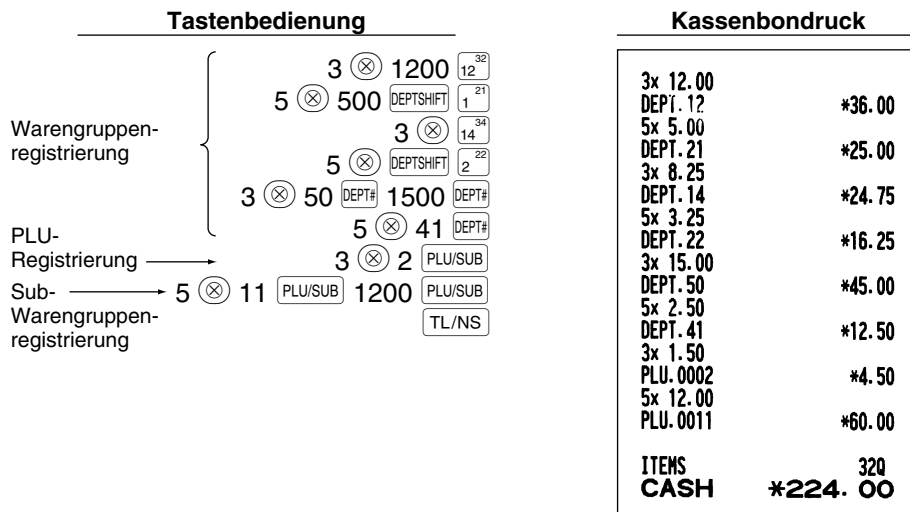 Tastenbedienung
Warengruppen-
registrierung
3 ⊗ 1200 12 32
5 ⊗ 500 DEPTSHIFT 1 21
3 ⊗ 14 34
5 ⊗ DEPTSHIFT 2 22
3 ⊗ 50 DEPT# 1500 DEPT#
5 ⊗ 41 DEPT#
PLU-
Registrierung
3 ⊗ 2 PLU/SUB
Sub-
Warengruppen-
registrierung
5 ⊗ 11 PLU/SUB 1200 PLU/SUB
TL/NS
Kassenbondruck
3x 12.00
DEPT.12 *36.00
5x 5.00
DEPT.21 *25.00
3x 8.25
DEPT.14 *24.75
5x 3.25
DEPT.22 *16.25
3x 15.00
DEPT.50 *45.00
5x 2.50
DEPT.41 *12.50
3x 1.50
PLU.0002 *4.50
5x 12.00
PLU.0011 *60.00
ITEMS 32Q
CASH *224.00